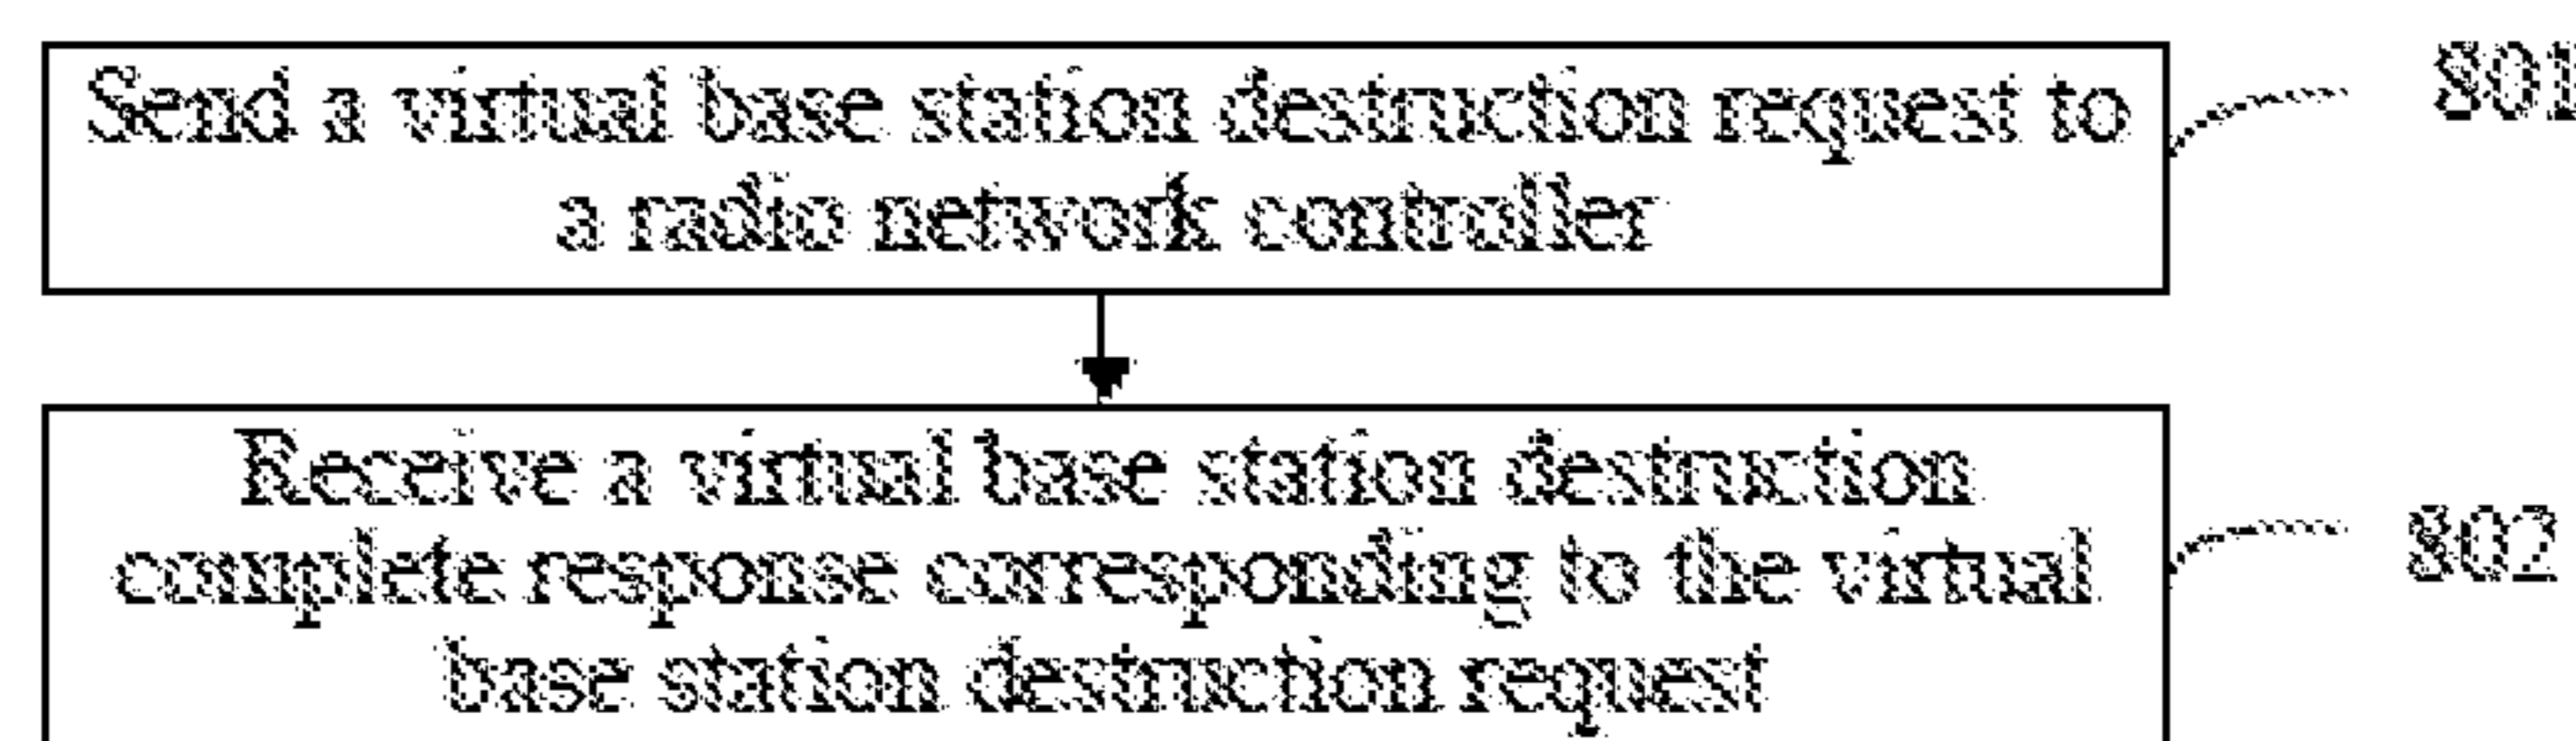 Send a virtual base station destruction request to
a radio network controller
801
Receive a virtual base station destruction
complete response corresponding to the virtual
base station destruction request
802